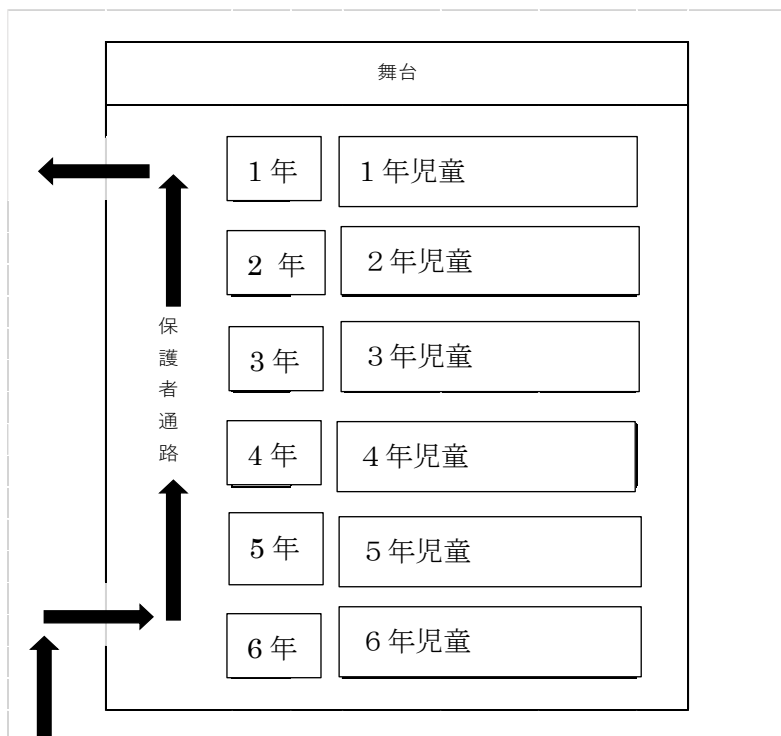 舞台
1年 1年児童
2 年 2年児童
3年 3年児童
保護者通路
4年 4年児童
5年 5年児童
6年 6年児童